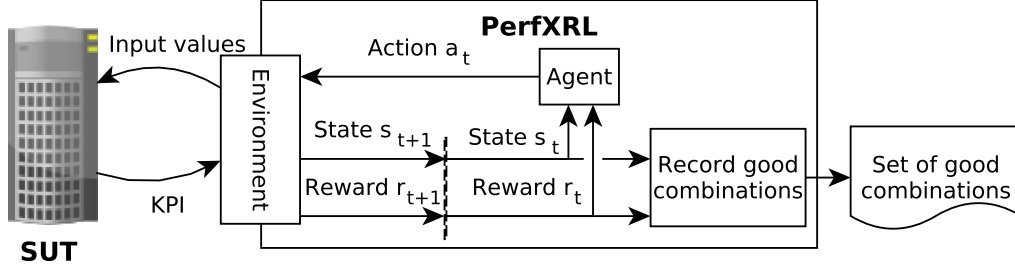 PerfXRL
Input values
Action a t
Agent
Environment
State s t+1
State s t
Record good
combinations
Set of good
combinations
Reward r t+1
Reward r t
KPI
SUT